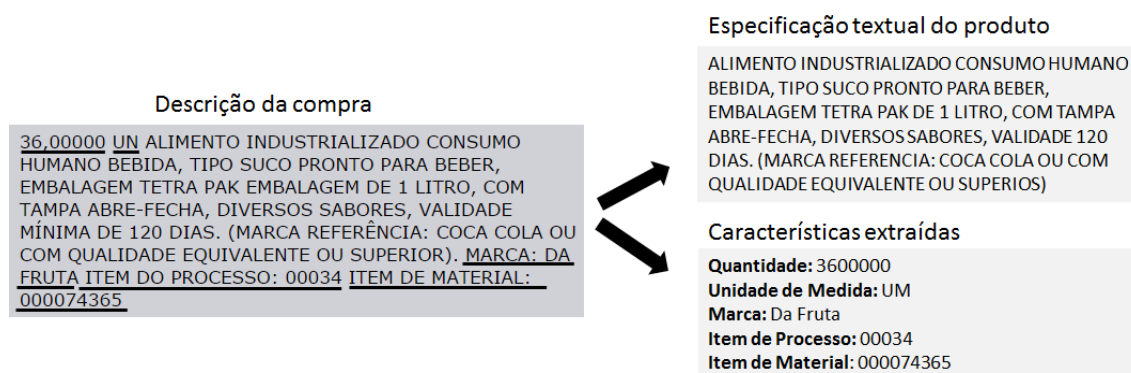 Descrição da compra
36,00000 UN ALIMENTO INDUSTRIALIZADO CONSUMO
HUMANO BEBIDA, TIPO SUCO PRONTO PARA BEBER,
EMBALAGEM TETRA PAK EMBALAGEM DE 1 LITRO, COM
TAMPA ABRE-FECHA, DIVERSOS SABORES, VALIDADE
MÍNIMA DE 120 DIAS. (MARCA REFERÊNCIA: COCA COLA OU
COM QUALIDADE EQUIVALENTE OU SUPERIOR). MARCA: DA
FRUTA ITEM DO PROCESSO: 00034 ITEM DE MATERIAL:
000074365
Especificação textual do produto
ALIMENTO INDUSTRIALIZADO CONSUMO HUMANO
BEBIDA, TIPO SUCO PRONTO PARA BEBER,
EMBALAGEM TETRA PAK DE 1 LITRO, COM TAMPA
ABRE-FECHA, DIVERSOS SABORES, VALIDADE 120
DIAS. (MARCA REFERENCIA: COCA COLA OU COM
QUALIDADE EQUIVALENTE OU SUPERIOS)
Características extraídas
Quantidade: 3600000
Unidade de Medida: UM
Marca: Da Fruta
Item de Processo: 00034
Item de Material: 000074365